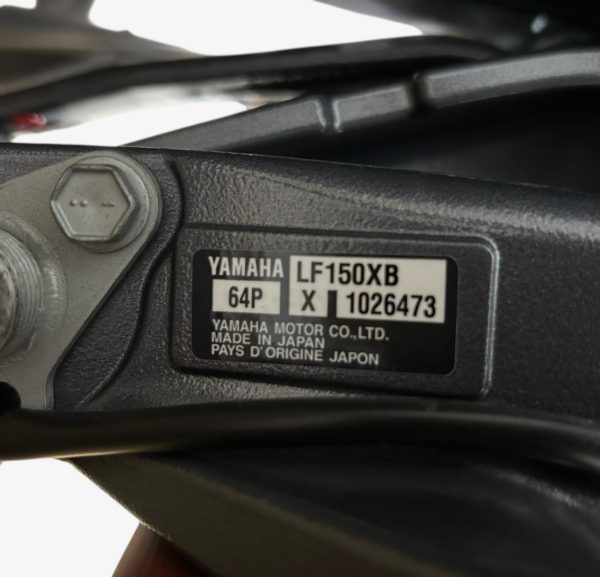 YAMAHA LF150XB
64P X 1026473
YAMAHA MOTOR CO.,LTD.
MADE IN JAPAN
PAYS D'ORIGINE JAPON